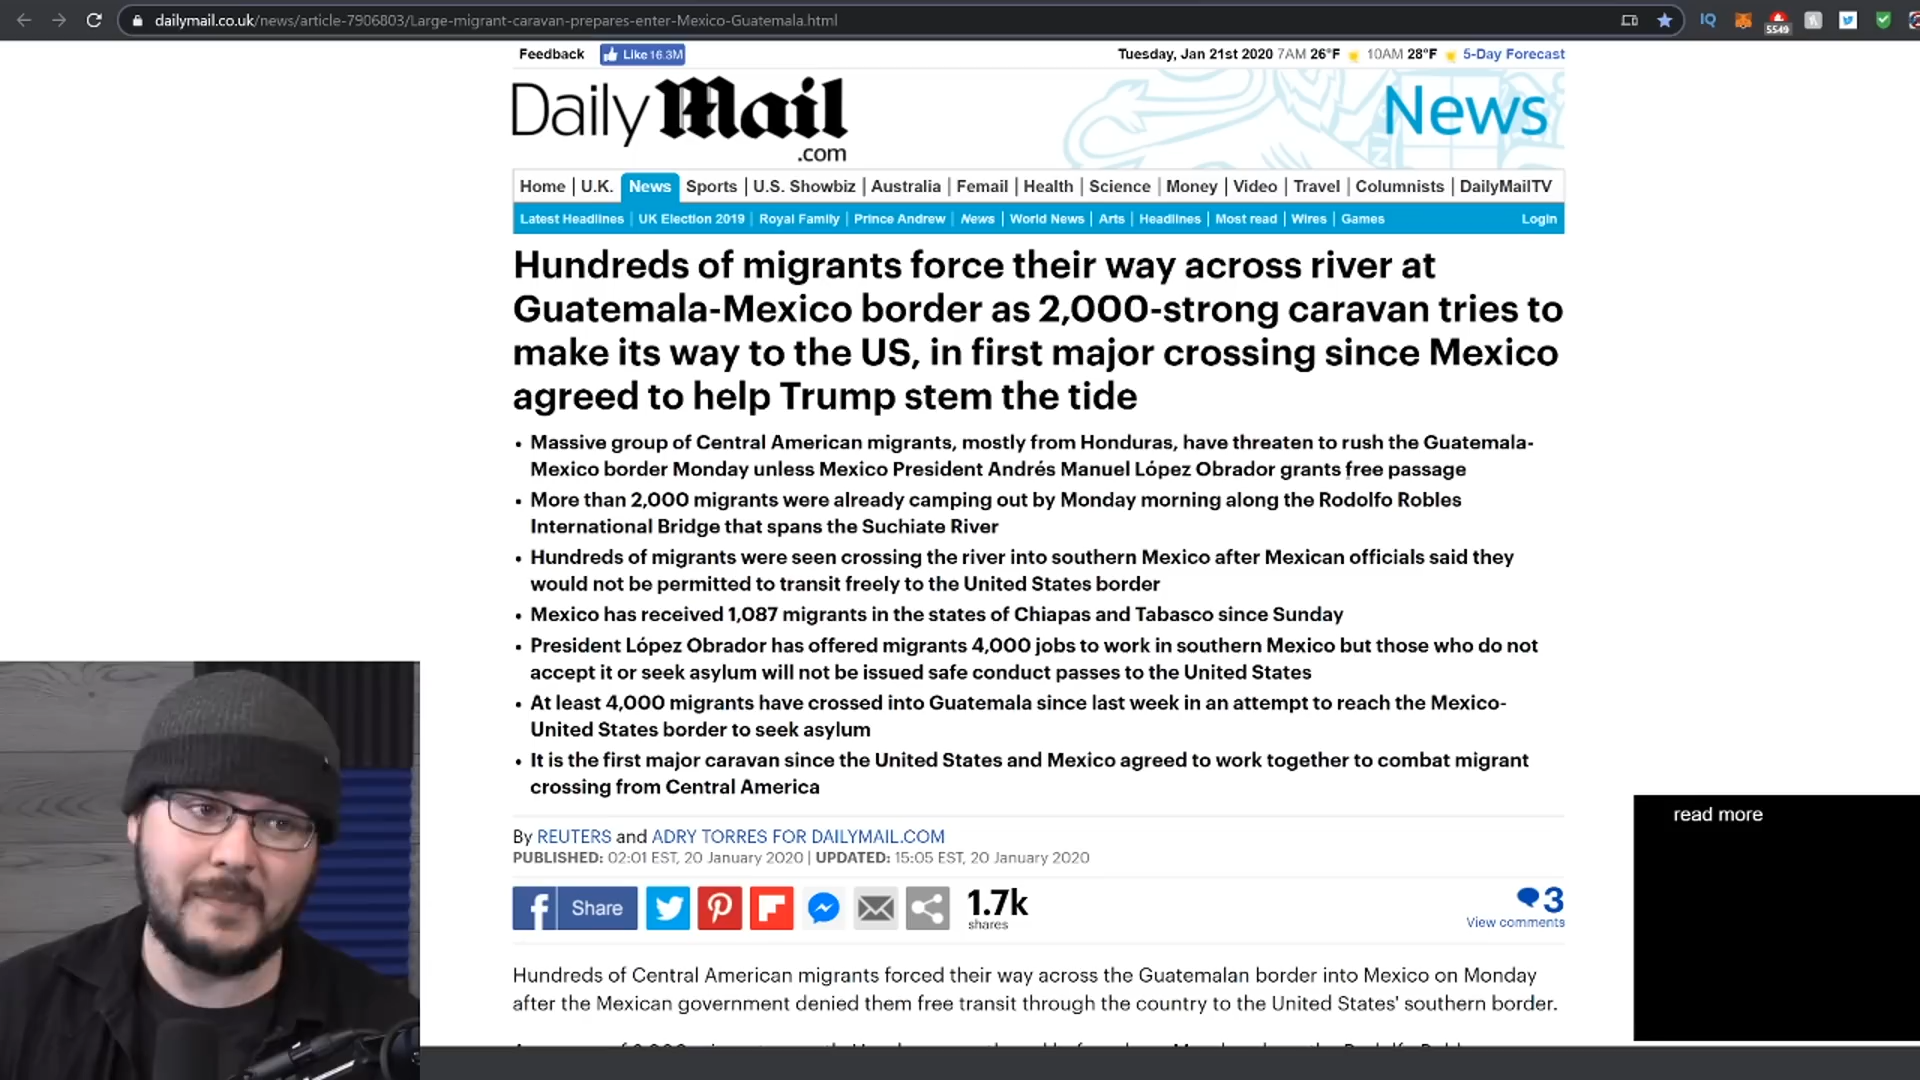 dailymail.co.uk/news/article-7906803/Large-migrant-caravan-prepares-enter-Mexico-Guatemala.html
IQ
5549
Feedback
Like 16.3M
Tuesday, Jan 21st 2020 7AM 26°F 10AM 28°F 5-Day Forecast
Daily Mail
.com
News
Home | U.K. News Sports | U.S. Showbiz | Australia | Femail | Health | Science | Money | Video | Travel | Columnists | DailyMailTV
Latest Headlines | UK Election 2019 | Royal Family | Prince Andrew | News | World News | Arts | Headlines | Most read | Wires | Games Login
Hundreds of migrants force their way across river at
Guatemala-Mexico border as 2,000-strong caravan tries to
make its way to the US, in first major crossing since Mexico
agreed to help Trump stem the tide
• Massive group of Central American migrants, mostly from Honduras, have threaten to rush the Guatemala-
Mexico border Monday unless Mexico President Andrés Manuel López Obrador grants free passage
• More than 2,000 migrants were already camping out by Monday morning along the Rodolfo Robles
International Bridge that spans the Suchiate River
• Hundreds of migrants were seen crossing the river into southern Mexico after Mexican officials said they
would not be permitted to transit freely to the United States border
• Mexico has received 1,087 migrants in the states of Chiapas and Tabasco since Sunday
• President López Obrador has offered migrants 4,000 jobs to work in southern Mexico but those who do not
accept it or seek asylum will not be issued safe conduct passes to the United States
• At least 4,000 migrants have crossed into Guatemala since last week in an attempt to reach the Mexico-
United States border to seek asylum
• It is the first major caravan since the United States and Mexico agreed to work together to combat migrant
crossing from Central America
By REUTERS and ADRY TORRES FOR DAILYMAIL.COM
PUBLISHED: 02:01 EST, 20 January 2020 | UPDATED: 15:05 EST, 20 January 2020
Share
1.7k
shares
3
View comments
read more
Hundreds of Central American migrants forced their way across the Guatemalan border into Mexico on Monday
after the Mexican government denied them free transit through the country to the United States' southern border.